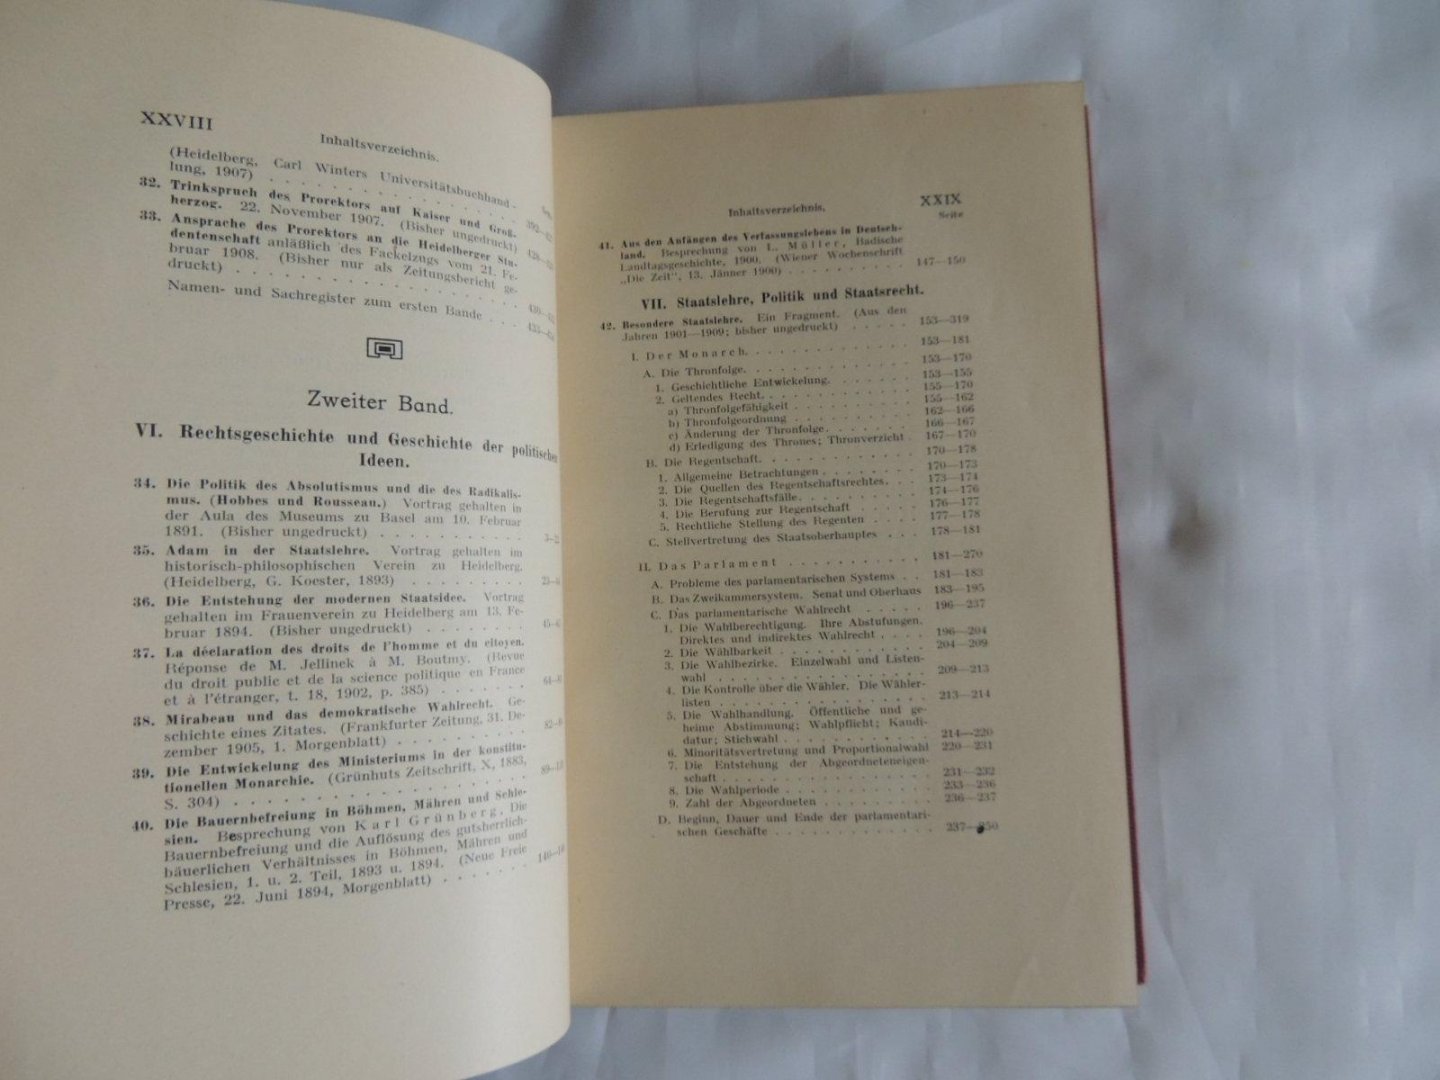 XXVIII
Inhaltsverzeichnis.
(Heidelberg, Carl Winters Universitätsbuchhand-
lung, 1907) . . . . . . . . . . . . . . .
32. Trinkspruch des Prorektors auf Kaiser und Groß-
herzog. 22. November 1907. (Bisher ungedruckt)
33. Ansprache des Prorektors an die Heidelberger Stu-
dentenschaft anläßlich des Fackelzugs vom 21. Fe-
bruar 1908. (Bisher nur als Zeitungsbericht ge-
druckt) . . . . . . . . . . . . . . . .
Namen- und Sachregister zum ersten Bande . . .
Zweiter Band.
VI. Rechtsgeschichte und Geschichte der politischen
Ideen.
34. Die Politik des Absolutismus und die des Radikalis-
mus. (Hobbes und Rousseau.) Vortrag gehalten in
der Aula des Museums zu Basel am 10. Februar
1891. (Bisher ungedruckt) . . . . . . . . . .
35. Adam in der Staatslehre. Vortrag gehalten im
historisch-philosophischen Verein zu Heidelberg.
(Heidelberg, G. Koester, 1893) . . . . . . . . .
36. Die Entstehung der modernen Staatsidee. Vortrag
gehalten im Frauenverein zu Heidelberg am 13. Fe-
bruar 1894. (Bisher ungedruckt) . . . . . . . .
37. La déclaration des droits de l'homme et du citoyen.
Réponse de M. Jellinek à M. Boutmy. (Revue
du droit public et de la science politique en France
et à l'étranger, t. 18, 1902, p. 385) . . . . . . .
38. Mirabeau und das demokratische Wahlrecht. Ge-
schichte eines Zitates. (Frankfurter Zeitung, 31. De-
zember 1905, 1. Morgenblatt) . . . . . . . . .
39. Die Entwickelung des Ministeriums in der konstitu-
tionellen Monarchie. (Grünhuts Zeitschrift, X, 1883,
S. 304) . . . . . . . . . . . . . . . . .
40. Die Bauernbefreiung in Böhmen, Mähren und Schle-
sien. Besprechung von Karl Grünberg, Die
Bauernbefreiung und die Auflösung des gutsherrlich-
bäuerlichen Verhältnisses in Böhmen, Mähren und
Schlesien, 1. u. 2. Teil, 1893 u. 1894. (Neue Freie
Presse, 22. Juni 1894, Morgenblatt) . . . . . .
Inhaltsverzeichnis. XXIX
Seite
41. Aus den Anfängen des Verfassungslebens in Deutsch-
land. Besprechung von L. Müller, Badische
Landtagsgeschichte, 1900. (Wiener Wochenschrift
„Die Zeit", 13. Jänner 1900) . . . . . . . . . . 147—150
VII. Staatslehre, Politik und Staatsrecht.
42. Besondere Staatslehre. Ein Fragment. (Aus den
Jahren 1901—1909; bisher ungedruckt) . . . . . 153—319
I. Der Monarch. . . . . . . . . . . . . . . 153—181
A. Die Thronfolge. . . . . . . . . . . . . . 153—170
1. Geschichtliche Entwickelung. . . . . . . 153—155
2. Geltendes Recht. . . . . . . . . . . . . 155—170
a) Thronfolgefähigkeit . . . . . . . . . . 155—162
b) Thronfolgeordnung . . . . . . . . . . 162—166
c) Änderung der Thronfolge. . . . . . . 166—167
d) Erledigung des Thrones; Thronverzicht . 167—170
B. Die Regentschaft. . . . . . . . . . . . . 170—178
1. Allgemeine Betrachtungen . . . . . . . . 170—173
2. Die Quellen des Regentschaftsrechtes. . . . 173—174
3. Die Regentschaftsfälle. . . . . . . . . . 174—176
4. Die Berufung zur Regentschaft . . . . . 176—177
5. Rechtliche Stellung des Regenten . . . . 177—178
C. Stellvertretung des Staatsoberhauptes . . . 178—181
II. Das Parlament . . . . . . . . . . . . 181—270
A. Probleme des parlamentarischen Systems . . 181—183
B. Das Zweikammersystem. Senat und Oberhaus 183—195
C. Das parlamentarische Wahlrecht . . . . . 196—237
1. Die Wahlberechtigung. Ihre Abstufungen.
Direktes und indirektes Wahlrecht . . . . 196—204
2. Die Wählbarkeit . . . . . . . . . . . . 204—209
3. Die Wahlbezirke. Einzelwahl und Listen-
wahl . . . . . . . . . . . . . . . . . 209—213
4. Die Kontrolle über die Wähler. Die Wähler-
listen . . . . . . . . . . . . . . . . . 213—214
5. Die Wahlhandlung. Öffentliche und ge-
heime Abstimmung; Wahlpflicht; Kandi-
datur; Stichwahl . . . . . . . . . . . . 214—220
6. Minoritätsvertretung und Proportionalwahl 220—231
7. Die Entstehung der Abgeordneteneigen-
schaft . . . . . . . . . . . . . . . . . 231—232
8. Die Wahlperiode . . . . . . . . . . . . 233—236
9. Zahl der Abgeordneten . . . . . . . . . 236—237
D. Beginn, Dauer und Ende der parlamentari-
schen Geschäfte . . . . . . . . . . . . . 237—250